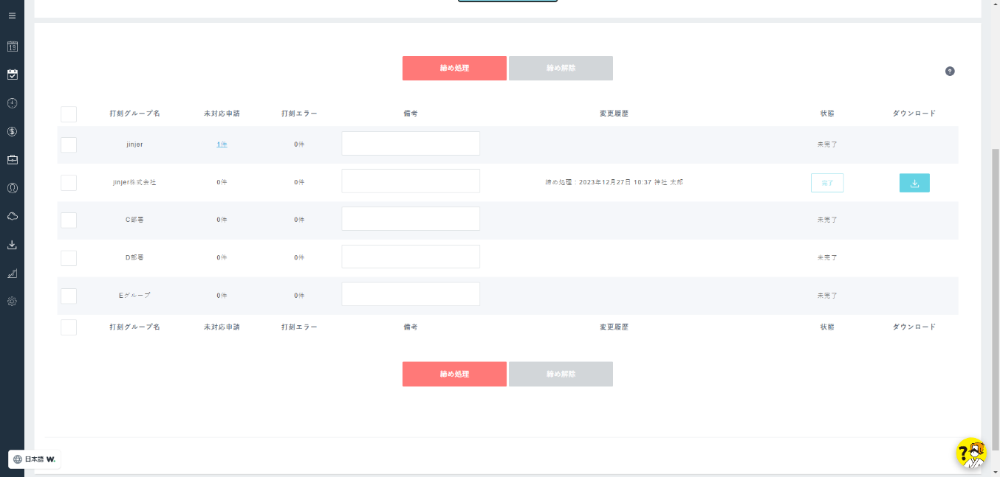 13
締め処理 締め解除
?
打刻グループ名 未対応申請 打刻エラー 備考 変更履歴 状態 ダウンロード
jinjer 1件 0件 未完了
jinjer株式会社 0件 0件 締め処理：2023年12月27日 10:37 神社 太郎 完了
C部署 0件 0件 未完了
D部署 0件 0件 未完了
Eグループ 0件 0件 未完了
打刻グループ名 未対応申請 打刻エラー 備考 変更履歴 状態 ダウンロード
締め処理 締め解除
日本語 W.
?